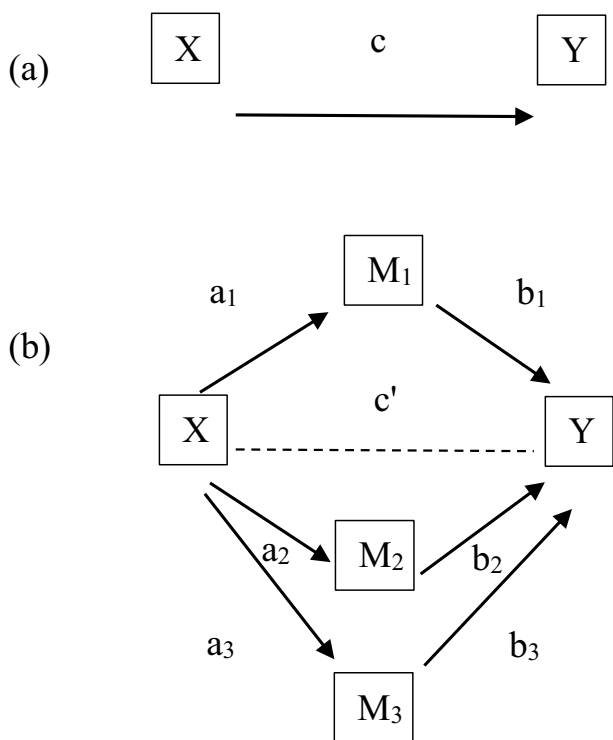 (a) X c Y
M₁
a₁ b₁
(b)
c'
X Y
a₂ M₂ b₂
a₃ b₃
M₃